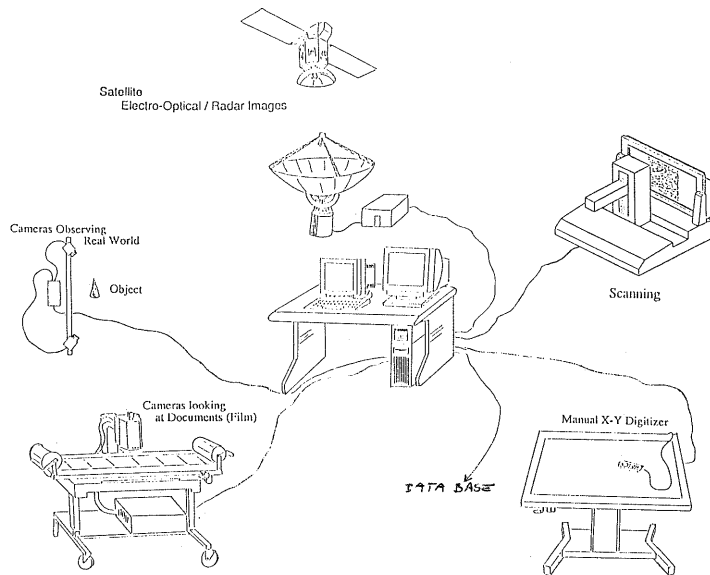 Satellite
Electro-Optical / Radar Images
Cameras Observing
Real World
Object
Scanning
Cameras looking
at Documents (Film)
Manual X-Y Digitizer
DATA BASE